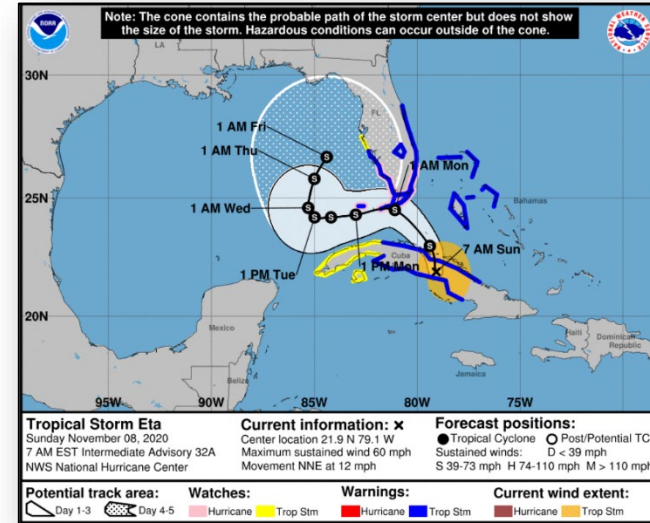 Note: The cone contains the probable path of the storm center but does not show
the size of the storm. Hazardous conditions can occur outside of the cone.
NOAA
NATIONAL WEATHER SERVICE
LA
30N
FL
1 AM Fri
1 AM Thu
1 AM Mon
25N
Bahamas
1 AM Wed
7 AM Sun
Cuba
1 PM Tue
1 PM Mon
20N
Mexico
Haiti
Dominican
Republic
Jamaica
Belize
95W
90W
85W
80W
75W
S S S S S S S S S
Tropical Storm Eta
Sunday November 08, 2020
7 AM EST Intermediate Advisory 32A
NWS National Hurricane Center
Current information: ×
Center location 21.9 N 79.1 W
Maximum sustained wind 60 mph
Movement NNE at 12 mph
Forecast positions:
Tropical Cyclone Post/Potential TC
Sustained winds: D < 39 mph
S 39-73 mph H 74-110 mph M > 110 mph
Potential track area:
Day 1-3 Day 4-5
Watches:
Hurricane Trop Stm
Warnings:
Hurricane Trop Stm
Current wind extent:
Hurricane Trop Stm